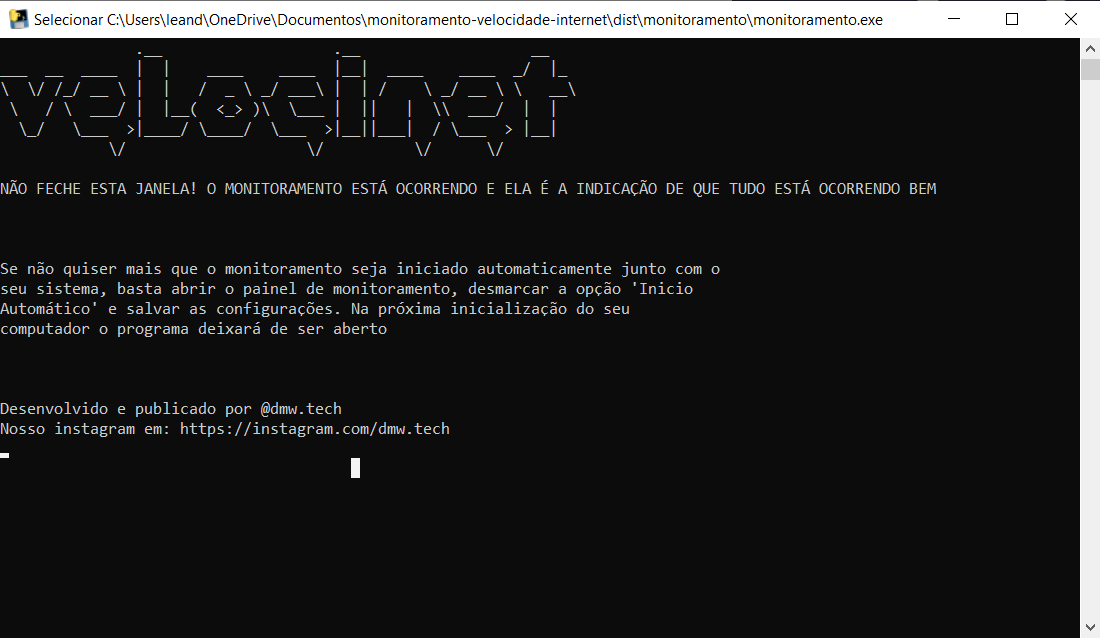 Selecionar C:\Users\leand\OneDrive\Documentos\monitoramento-velocidade-internet\dist\monitoramento\monitoramento.exe
velocinet
NÃO FECHE ESTA JANELA! O MONITORAMENTO ESTÁ OCORRENDO E ELA É A INDICAÇÃO DE QUE TUDO ESTÁ OCORRENDO BEM
Se não quiser mais que o monitoramento seja iniciado automaticamente junto com o
seu sistema, basta abrir o painel de monitoramento, desmarcar a opção 'Inicio
Automático' e salvar as configurações. Na próxima inicialização do seu
computador o programa deixará de ser aberto
Desenvolvido e publicado por @dmw.tech
Nosso instagram em: https://instagram.com/dmw.tech